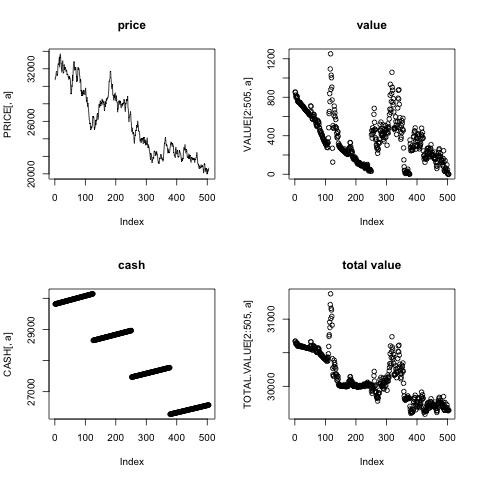 price
PRICE[, a]
32000
26000
20000
0 100 200 300 400 500
Index
value
VALUE[2:505, a]
1200
800
400
0
0 100 200 300 400 500
Index
cash
CASH[, a]
29000
27000
0 100 200 300 400 500
Index
total value
TOTAL.VALUE[2:505, a]
31000
30000
0 100 200 300 400 500
Index